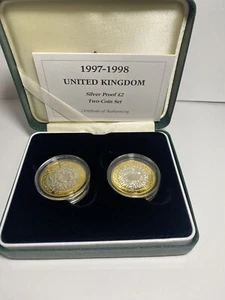 1997-1998
UNITED KINGDOM
Silver Proof £2
Two-Coin Set
Certificate of Authenticity